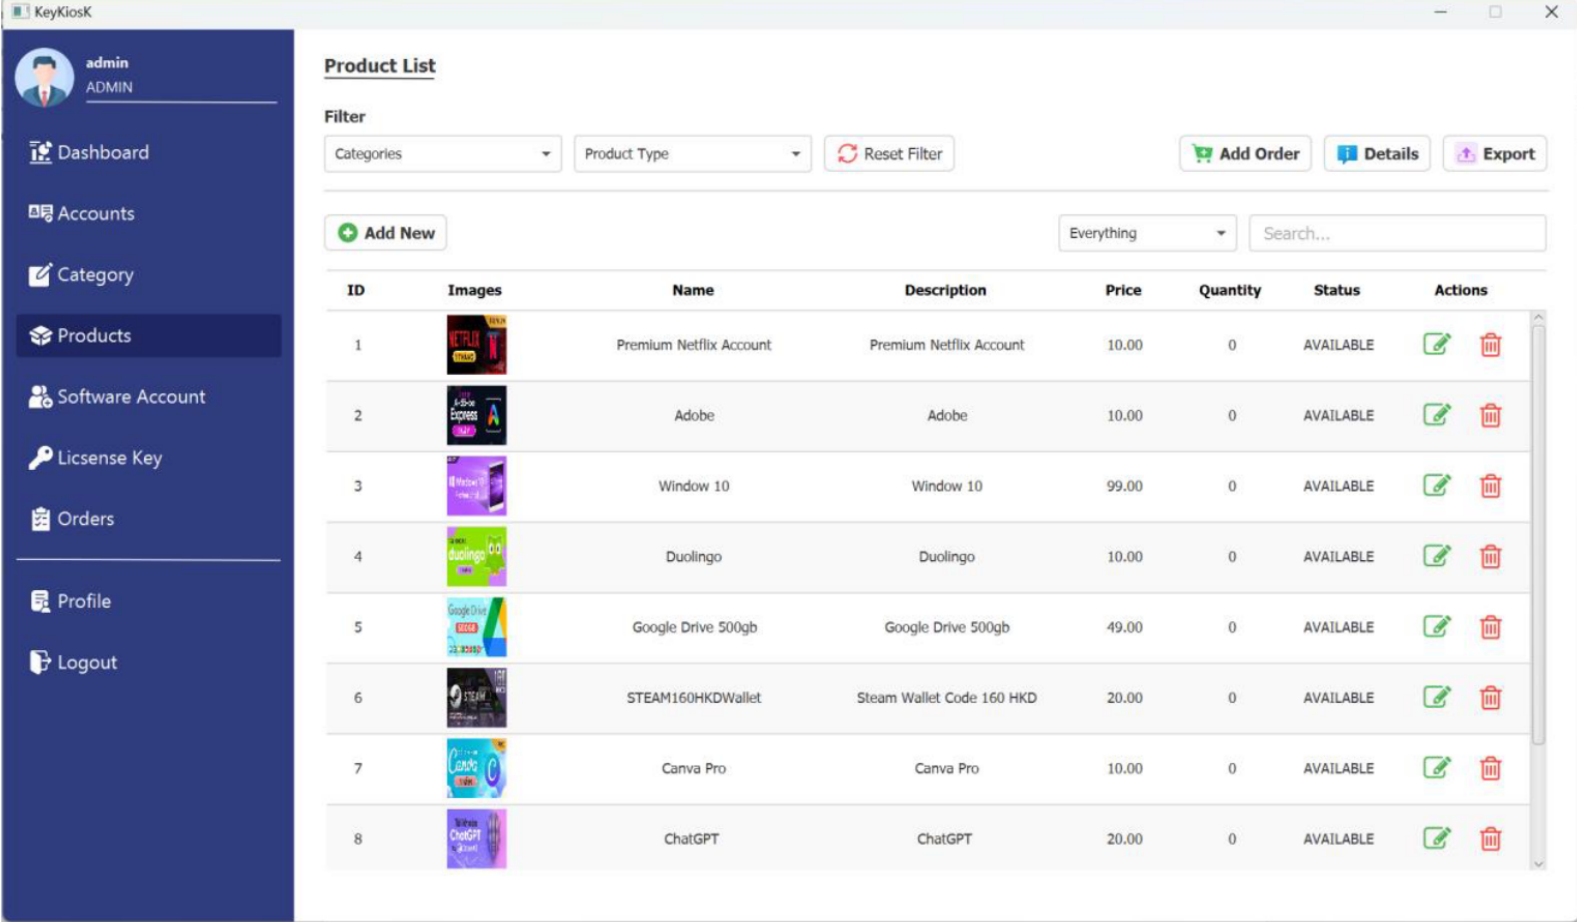 KeyKiosK
admin
ADMIN
Dashboard
Accounts
Category
Products
Software Account
Licsense Key
Orders
Profile
Logout
Product List
Filter
Categories
Product Type
Reset Filter
Add Order
Details
Export
Add New
Everything
Search...
ID Images Name Description Price Quantity Status Actions
1 NETFLIX Premium Netflix Account Premium Netflix Account 10.00 0 AVAILABLE
2 Express Adobe Adobe 10.00 0 AVAILABLE
3 Window 10 Window 10 99.00 0 AVAILABLE
4 duolingo Duolingo Duolingo 10.00 0 AVAILABLE
5 Google Drive 500GB Google Drive 500gb Google Drive 500gb 49.00 0 AVAILABLE
6 STEAM STEAM160HKDWallet Steam Wallet Code 160 HKD 20.00 0 AVAILABLE
7 Canva Canva Pro Canva Pro 10.00 0 AVAILABLE
8 ChatGPT ChatGPT ChatGPT 20.00 0 AVAILABLE